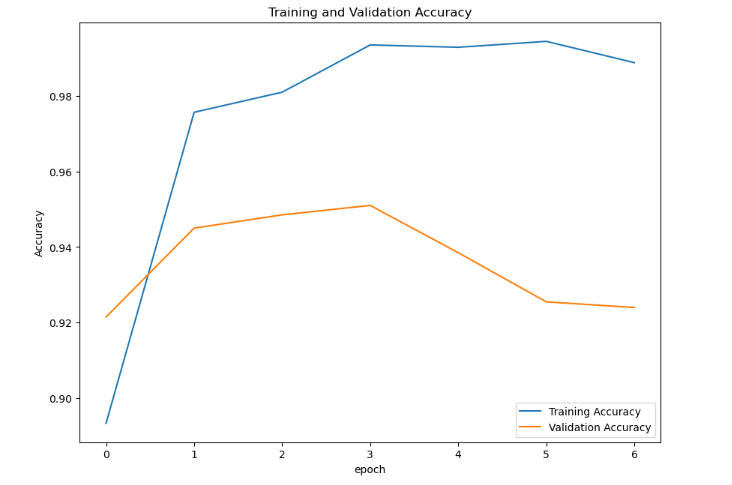 Training and Validation Accuracy
Accuracy
0.98
0.96
0.94
0.92
0.90
0 1 2 3 4 5 6
epoch
Training Accuracy
Validation Accuracy